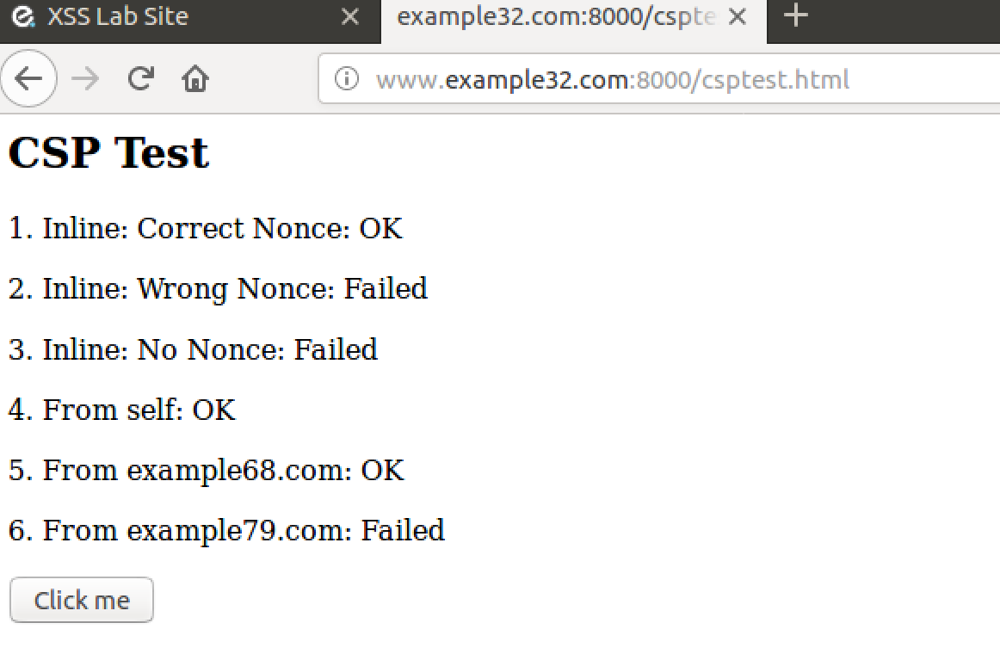 XSS Lab Site
example32.com:8000/cspte
www.example32.com:8000/csptest.html
CSP Test
1. Inline: Correct Nonce: OK
2. Inline: Wrong Nonce: Failed
3. Inline: No Nonce: Failed
4. From self: OK
5. From example68.com: OK
6. From example79.com: Failed
Click me